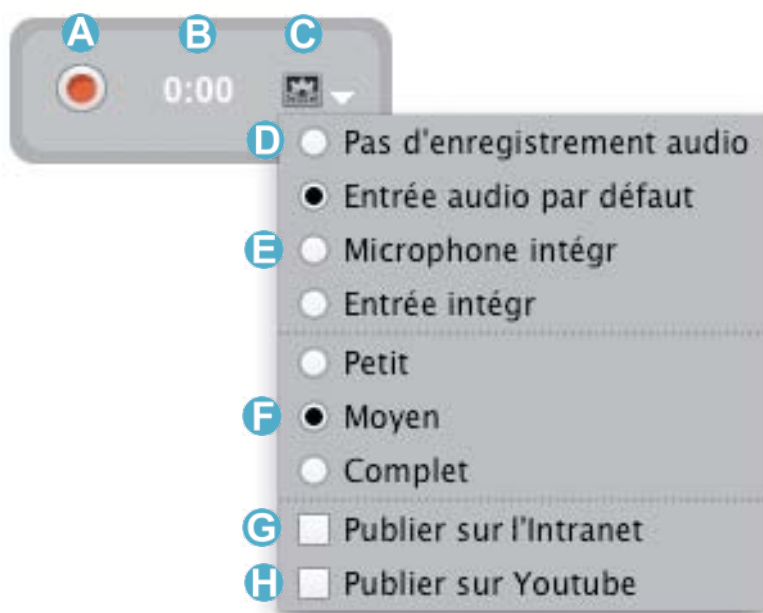 A B C
0:00
D Pas d'enregistrement audio
Entrée audio par défaut
E Microphone intégr
Entrée intégr
Petit
F Moyen
Complet
G Publier sur l'Intranet
H Publier sur Youtube